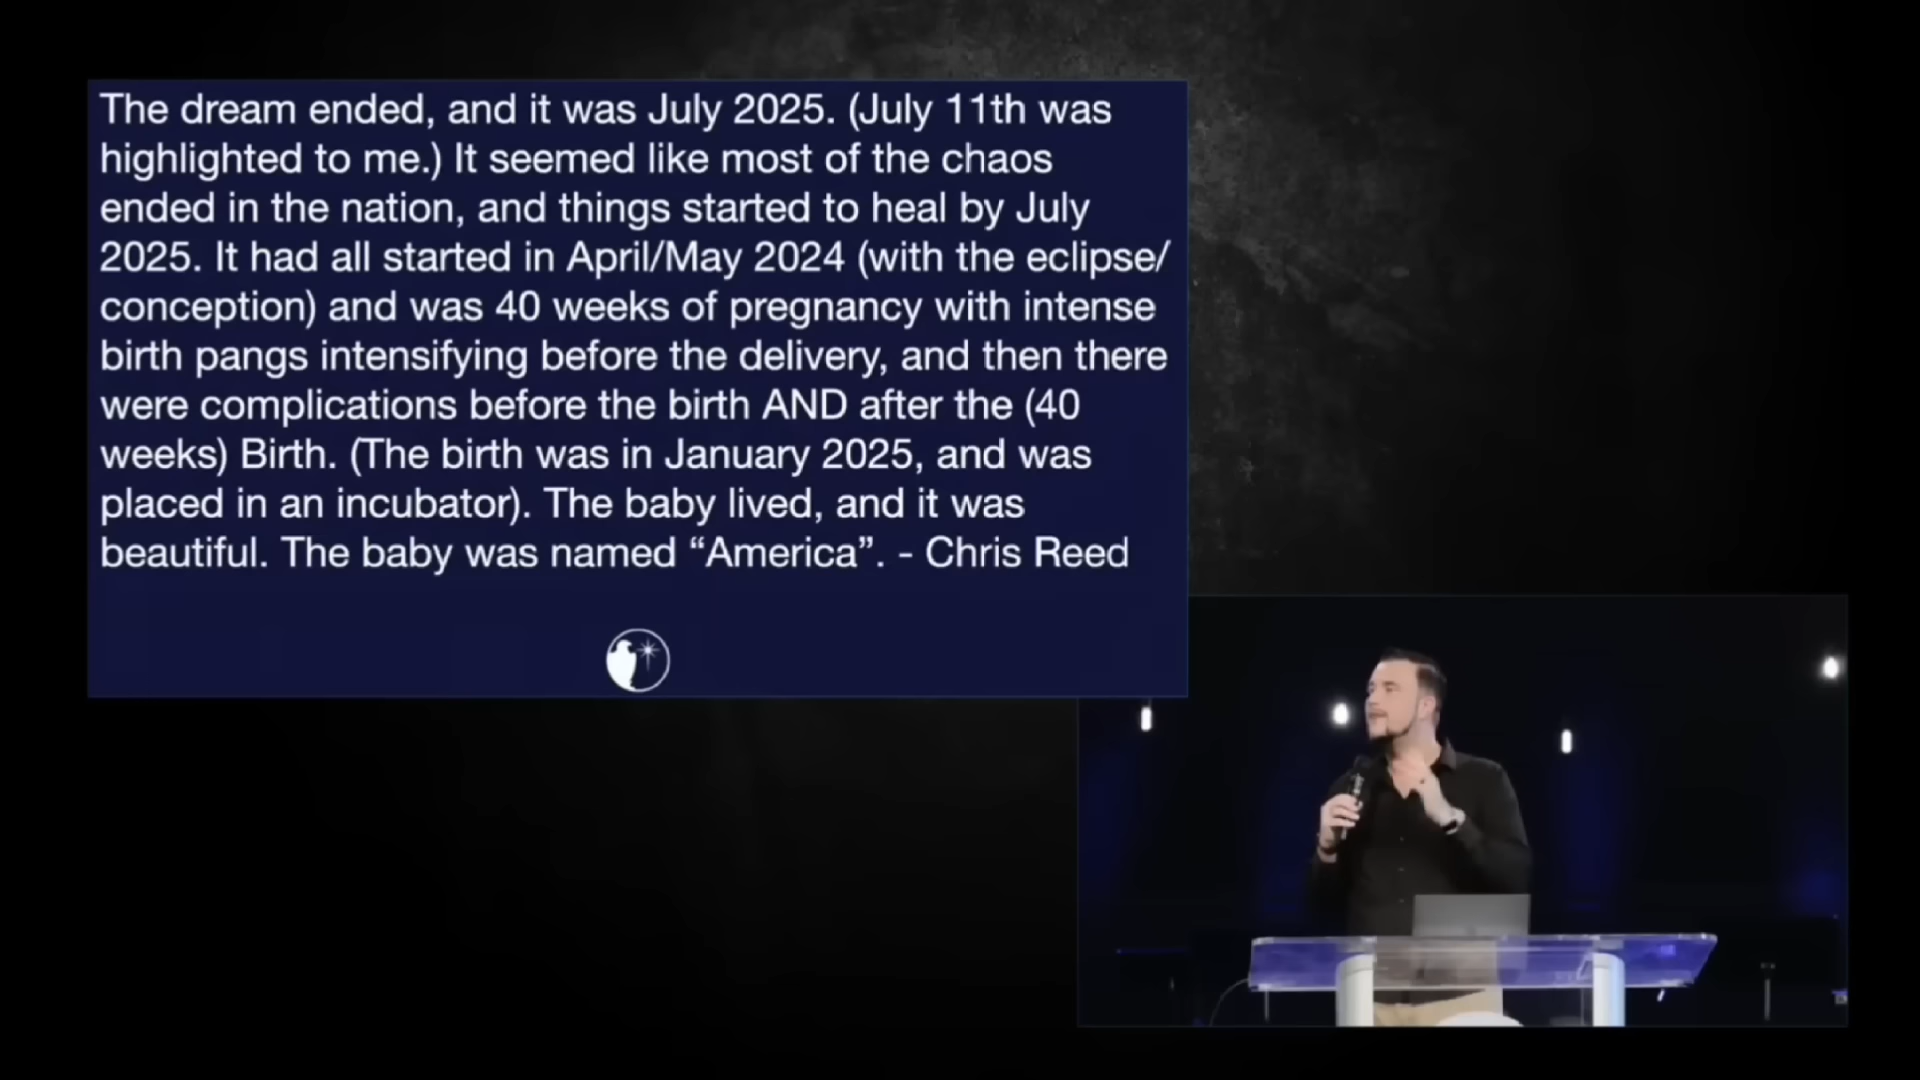 The dream ended, and it was July 2025. (July 11th was
highlighted to me.) It seemed like most of the chaos
ended in the nation, and things started to heal by July
2025. It had all started in April/May 2024 (with the eclipse/
conception) and was 40 weeks of pregnancy with intense
birth pangs intensifying before the delivery, and then there
were complications before the birth AND after the (40
weeks) Birth. (The birth was in January 2025, and was
placed in an incubator). The baby lived, and it was
beautiful. The baby was named “America”. - Chris Reed